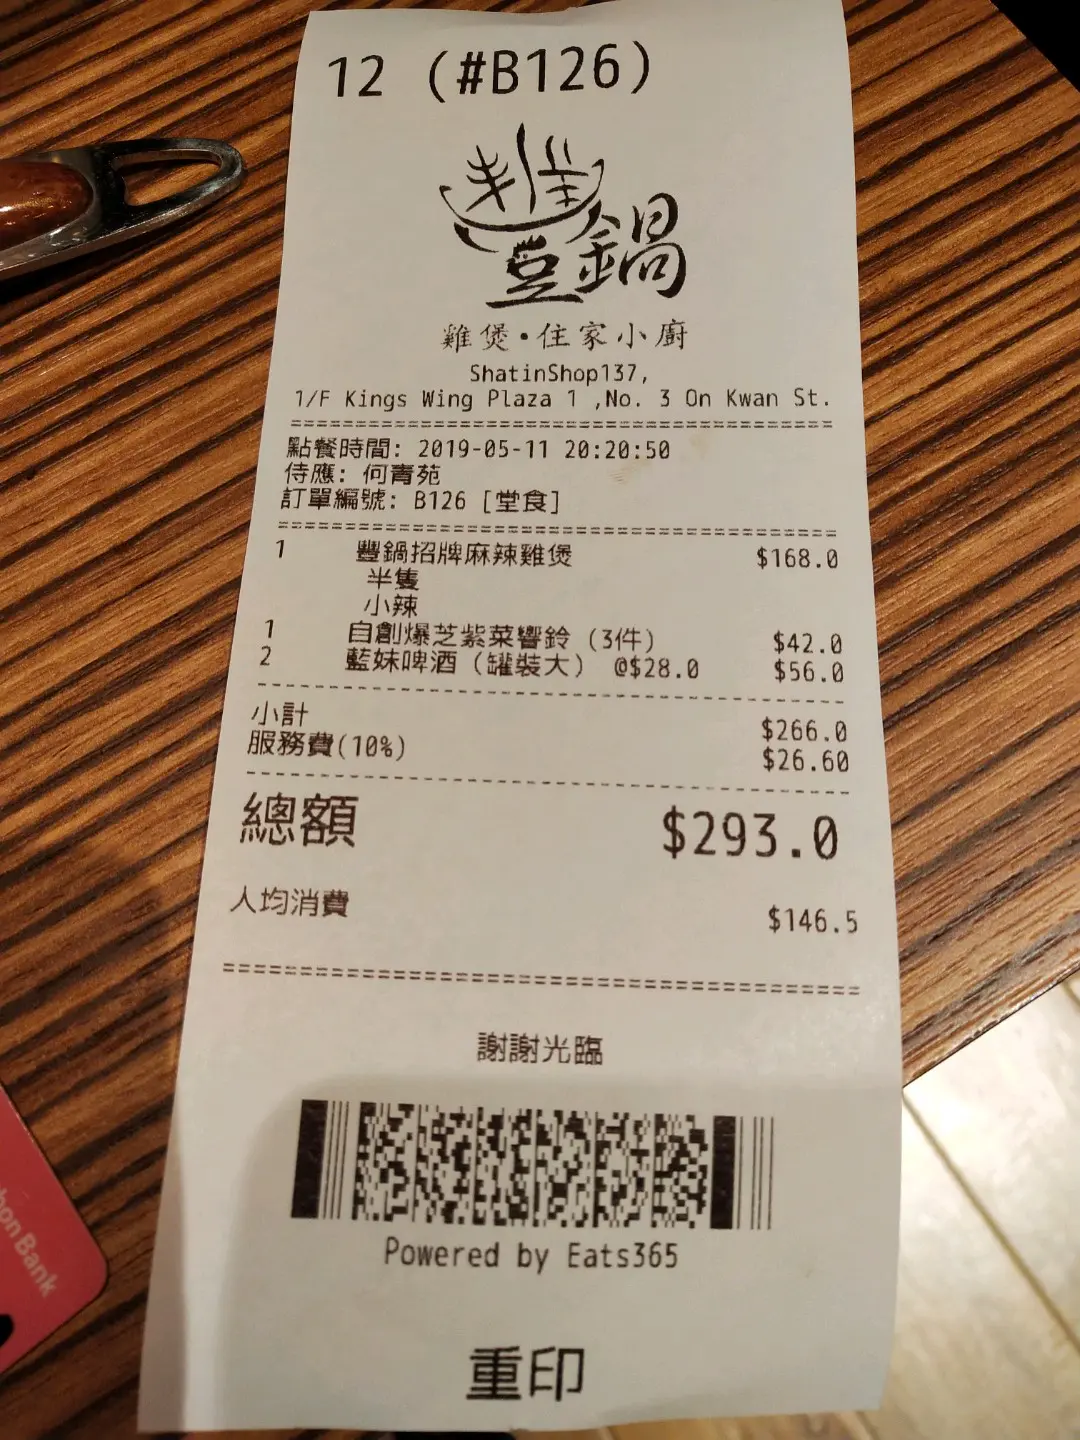 12 (#B126)
豐鍋
雞煲·住家小廚
ShatinShop137,
1/F Kings Wing Plaza 1 ,No. 3 On Kwan St.
點餐時間: 2019-05-11 20:20:50
侍應: 何青苑
訂單編號: B126 [堂食]
1 豐鍋招牌麻辣雞煲 $168.0
半隻
小辣
1 自創爆芝紫菜響鈴 (3件) $42.0
2 藍妹啤酒 (罐裝大) @$28.0 $56.0
小計 $266.0
服務費(10%) $26.60
總額 $293.0
人均消費 $146.5
謝謝光臨
Powered by Eats365
重印
Bank